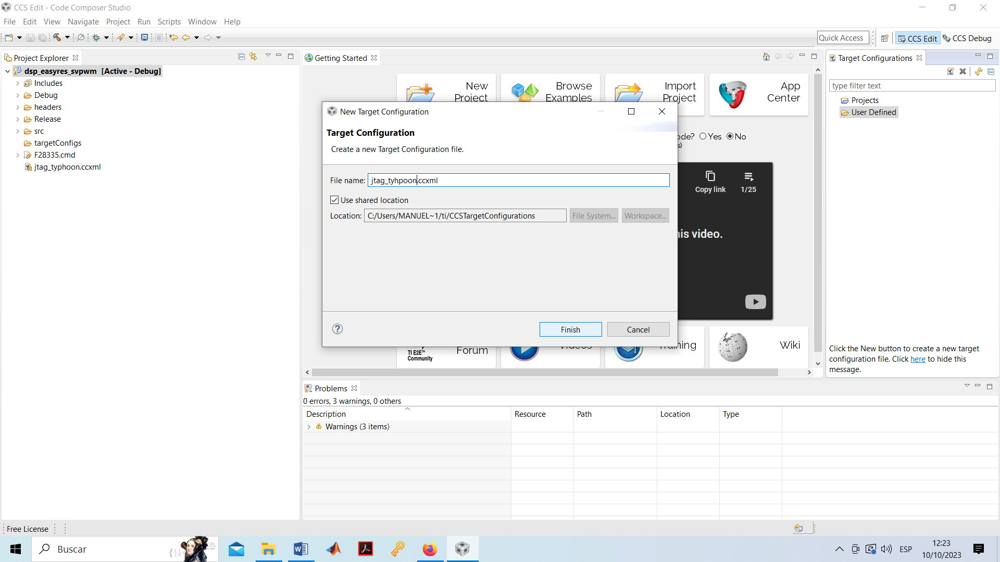 CCS Edit - Code Composer Studio
File Edit View Navigate Project Run Scripts Window Help
Quick Access
CCS Edit
CCS Debug
Project Explorer
dsp_easyres_svpwm [Active - Debug]
Includes
Debug
headers
Release
src
targetConfigs
F28335.cmd
jtag_typhoon.ccxml
Getting Started
New Project
Browse Examples
Import Project
App Center
ode? Yes No
s)
Copy link
1/25
his video.
Forum
TI E2E™ Community
Videos
Training
Wiki
New Target Configuration
Target Configuration
Create a new Target Configuration file.
File name: jtag_tyhpoon.ccxml
Use shared location
Location: C:/Users/MANUEL~1/ti/CCSTargetConfigurations File System... Workspace...
Finish Cancel
Target Configurations
type filter text
Projects
User Defined
Click the New button to create a new target
configuration file. Click here to hide this
message.
Problems
0 errors, 3 warnings, 0 others
Description Resource Path Location Type
Warnings (3 items)
Free License
Buscar
ESP
12:23
10/10/2023